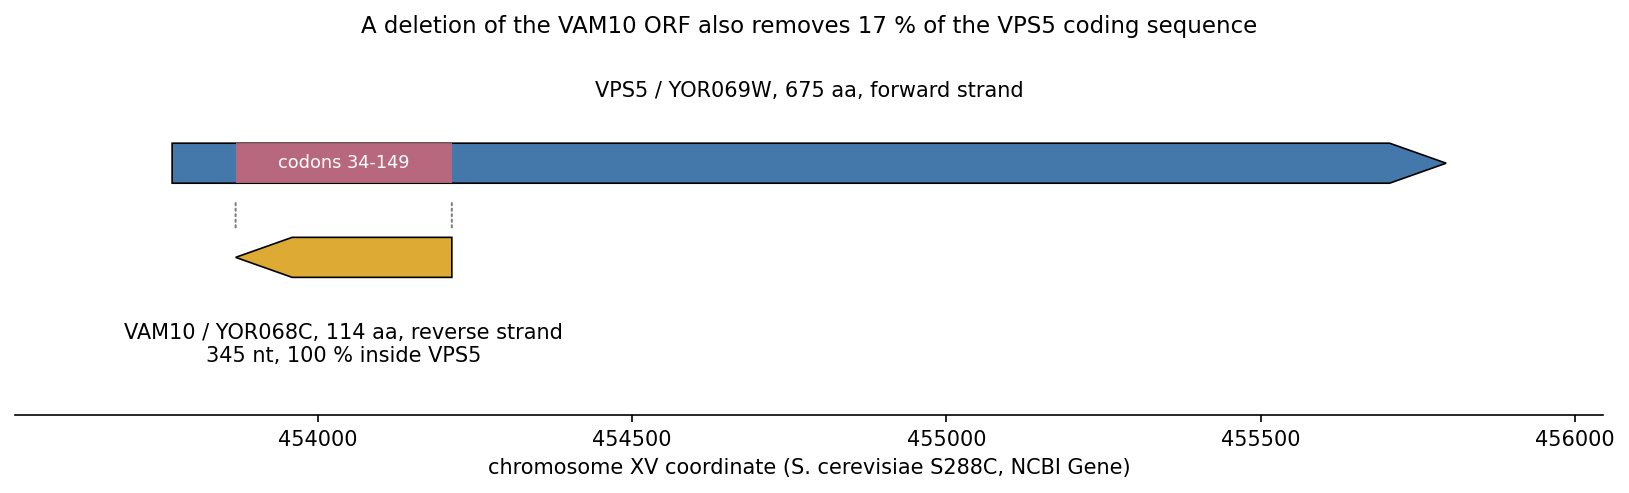 A deletion of the VAM10 ORF also removes 17 % of the VPS5 coding sequence
VPS5 / YOR069W, 675 aa, forward strand
codons 34-149
VAM10 / YOR068C, 114 aa, reverse strand
345 nt, 100 % inside VPS5
454000 454500 455000 455500 456000
chromosome XV coordinate (S. cerevisiae S288C, NCBI Gene)